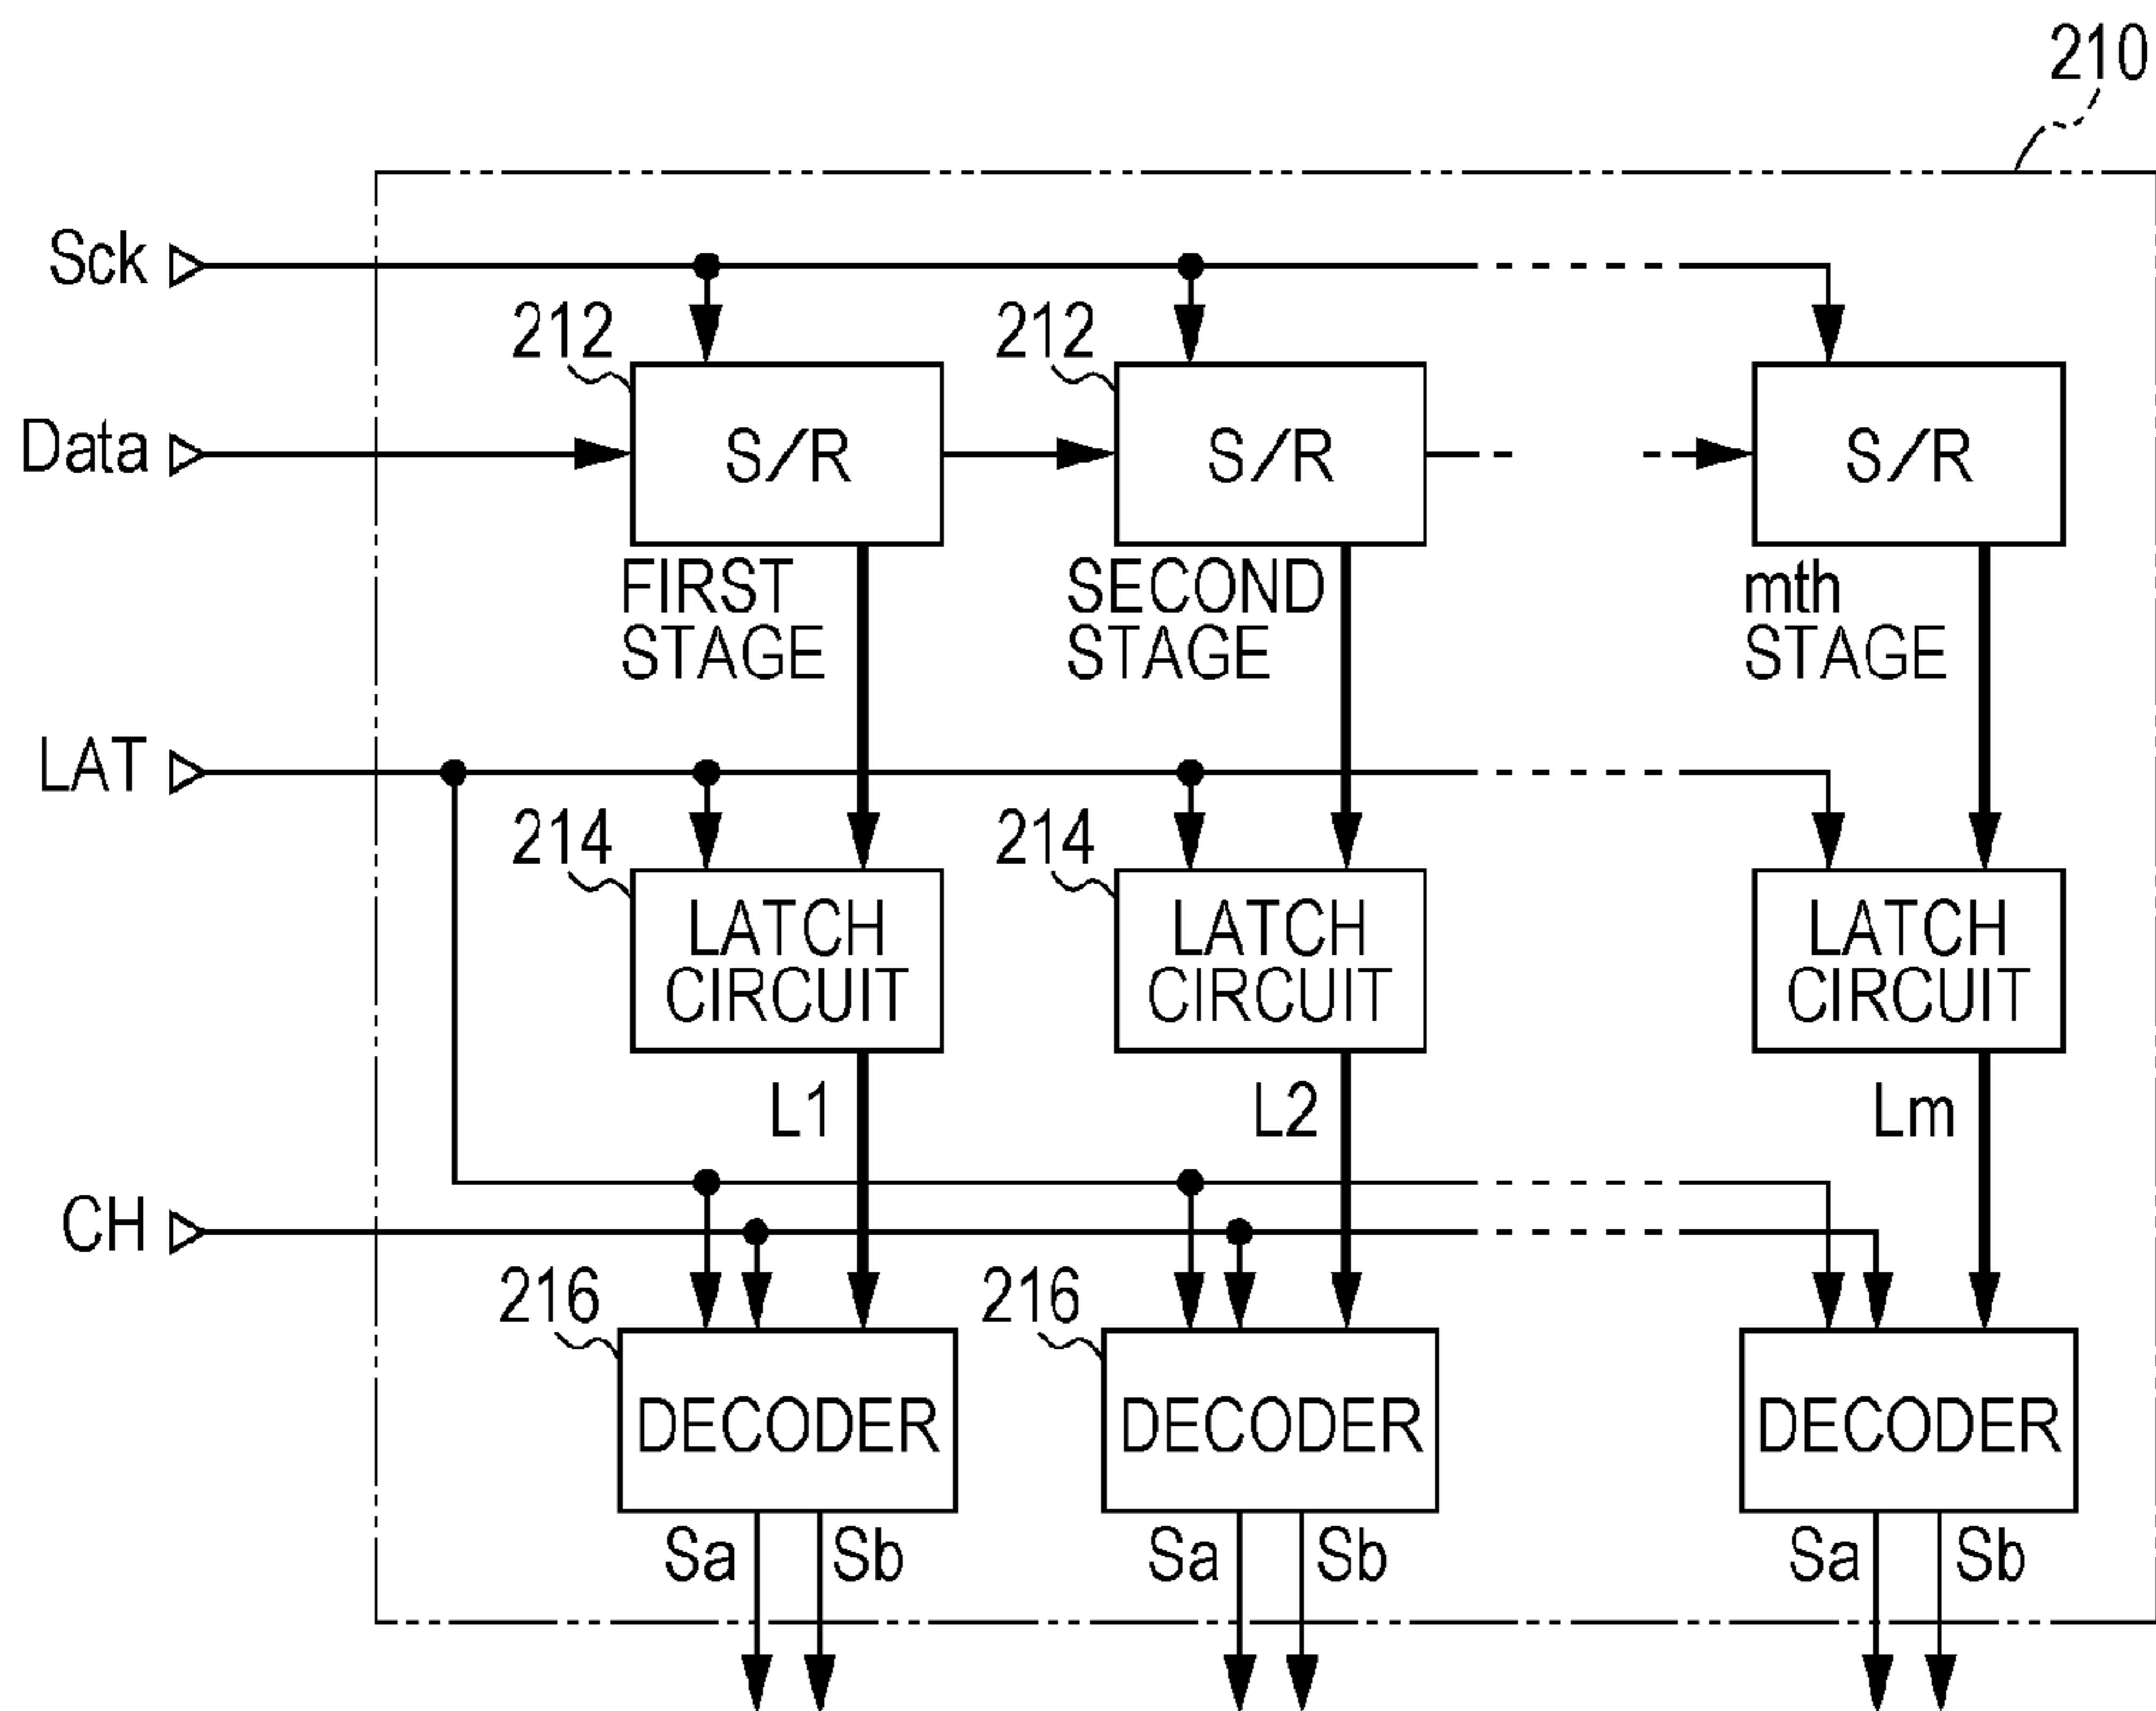 210
Sck
212
212
Data
S/R
S/R
S/R
FIRST
STAGE
SECOND
STAGE
mth
STAGE
LAT
214
214
LATCH
CIRCUIT
LATCH
CIRCUIT
LATCH
CIRCUIT
L1
L2
Lm
CH
216
216
DECODER
DECODER
DECODER
Sa
Sb
Sa
Sb
Sa
Sb